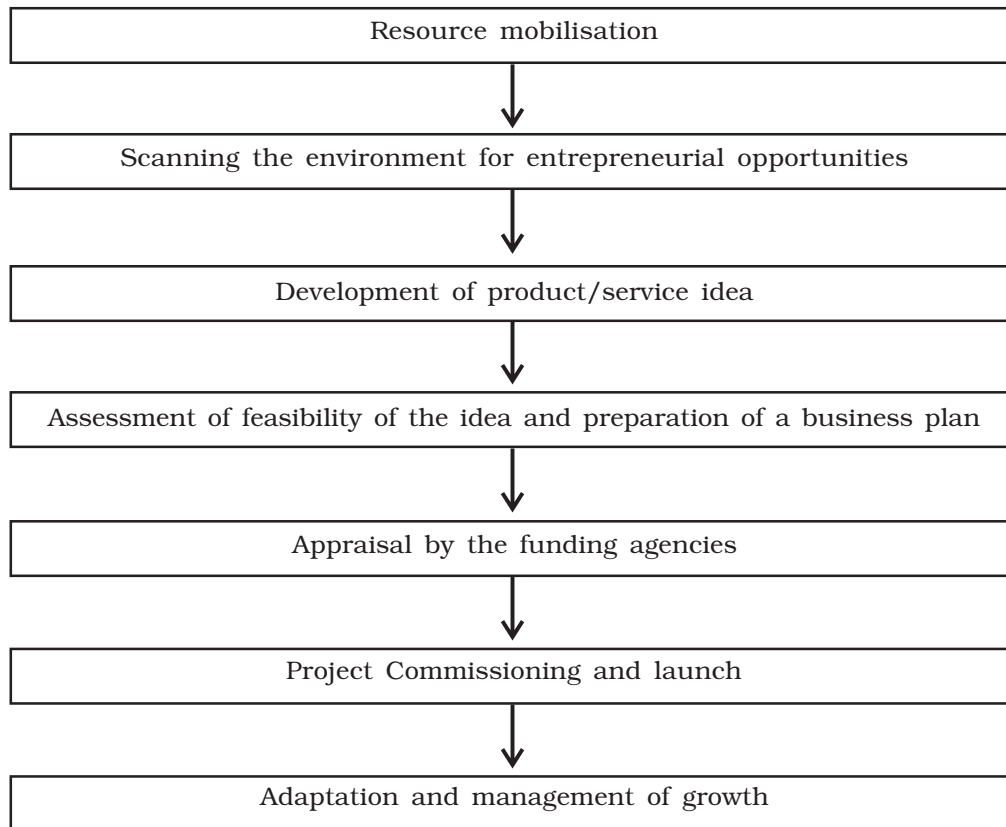 Resource mobilisation
Scanning the environment for entrepreneurial opportunities
Development of product/service idea
Assessment of feasibility of the idea and preparation of a business plan
Appraisal by the funding agencies
Project Commissioning and launch
Adaptation and management of growth